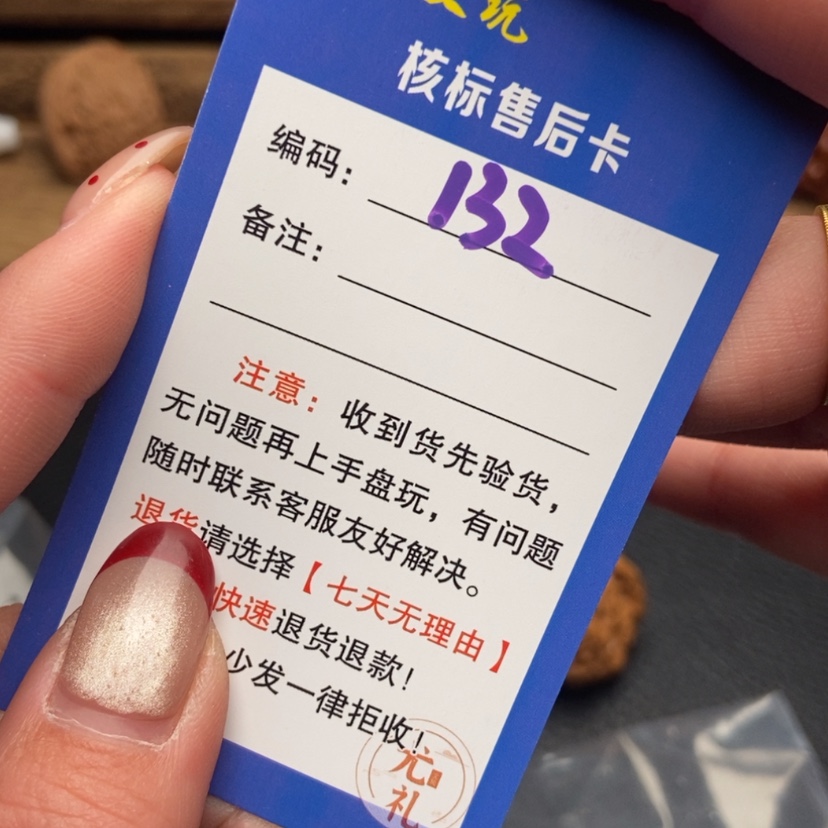 玩
核标售后卡
编码： 132
备注：
注意：收到货先验货，
无问题再上手盘玩，有问题
随时联系客服友好解决。
退货请选择【七天无理由】
快速退货退款！
少发一律拒收！
尤
礼